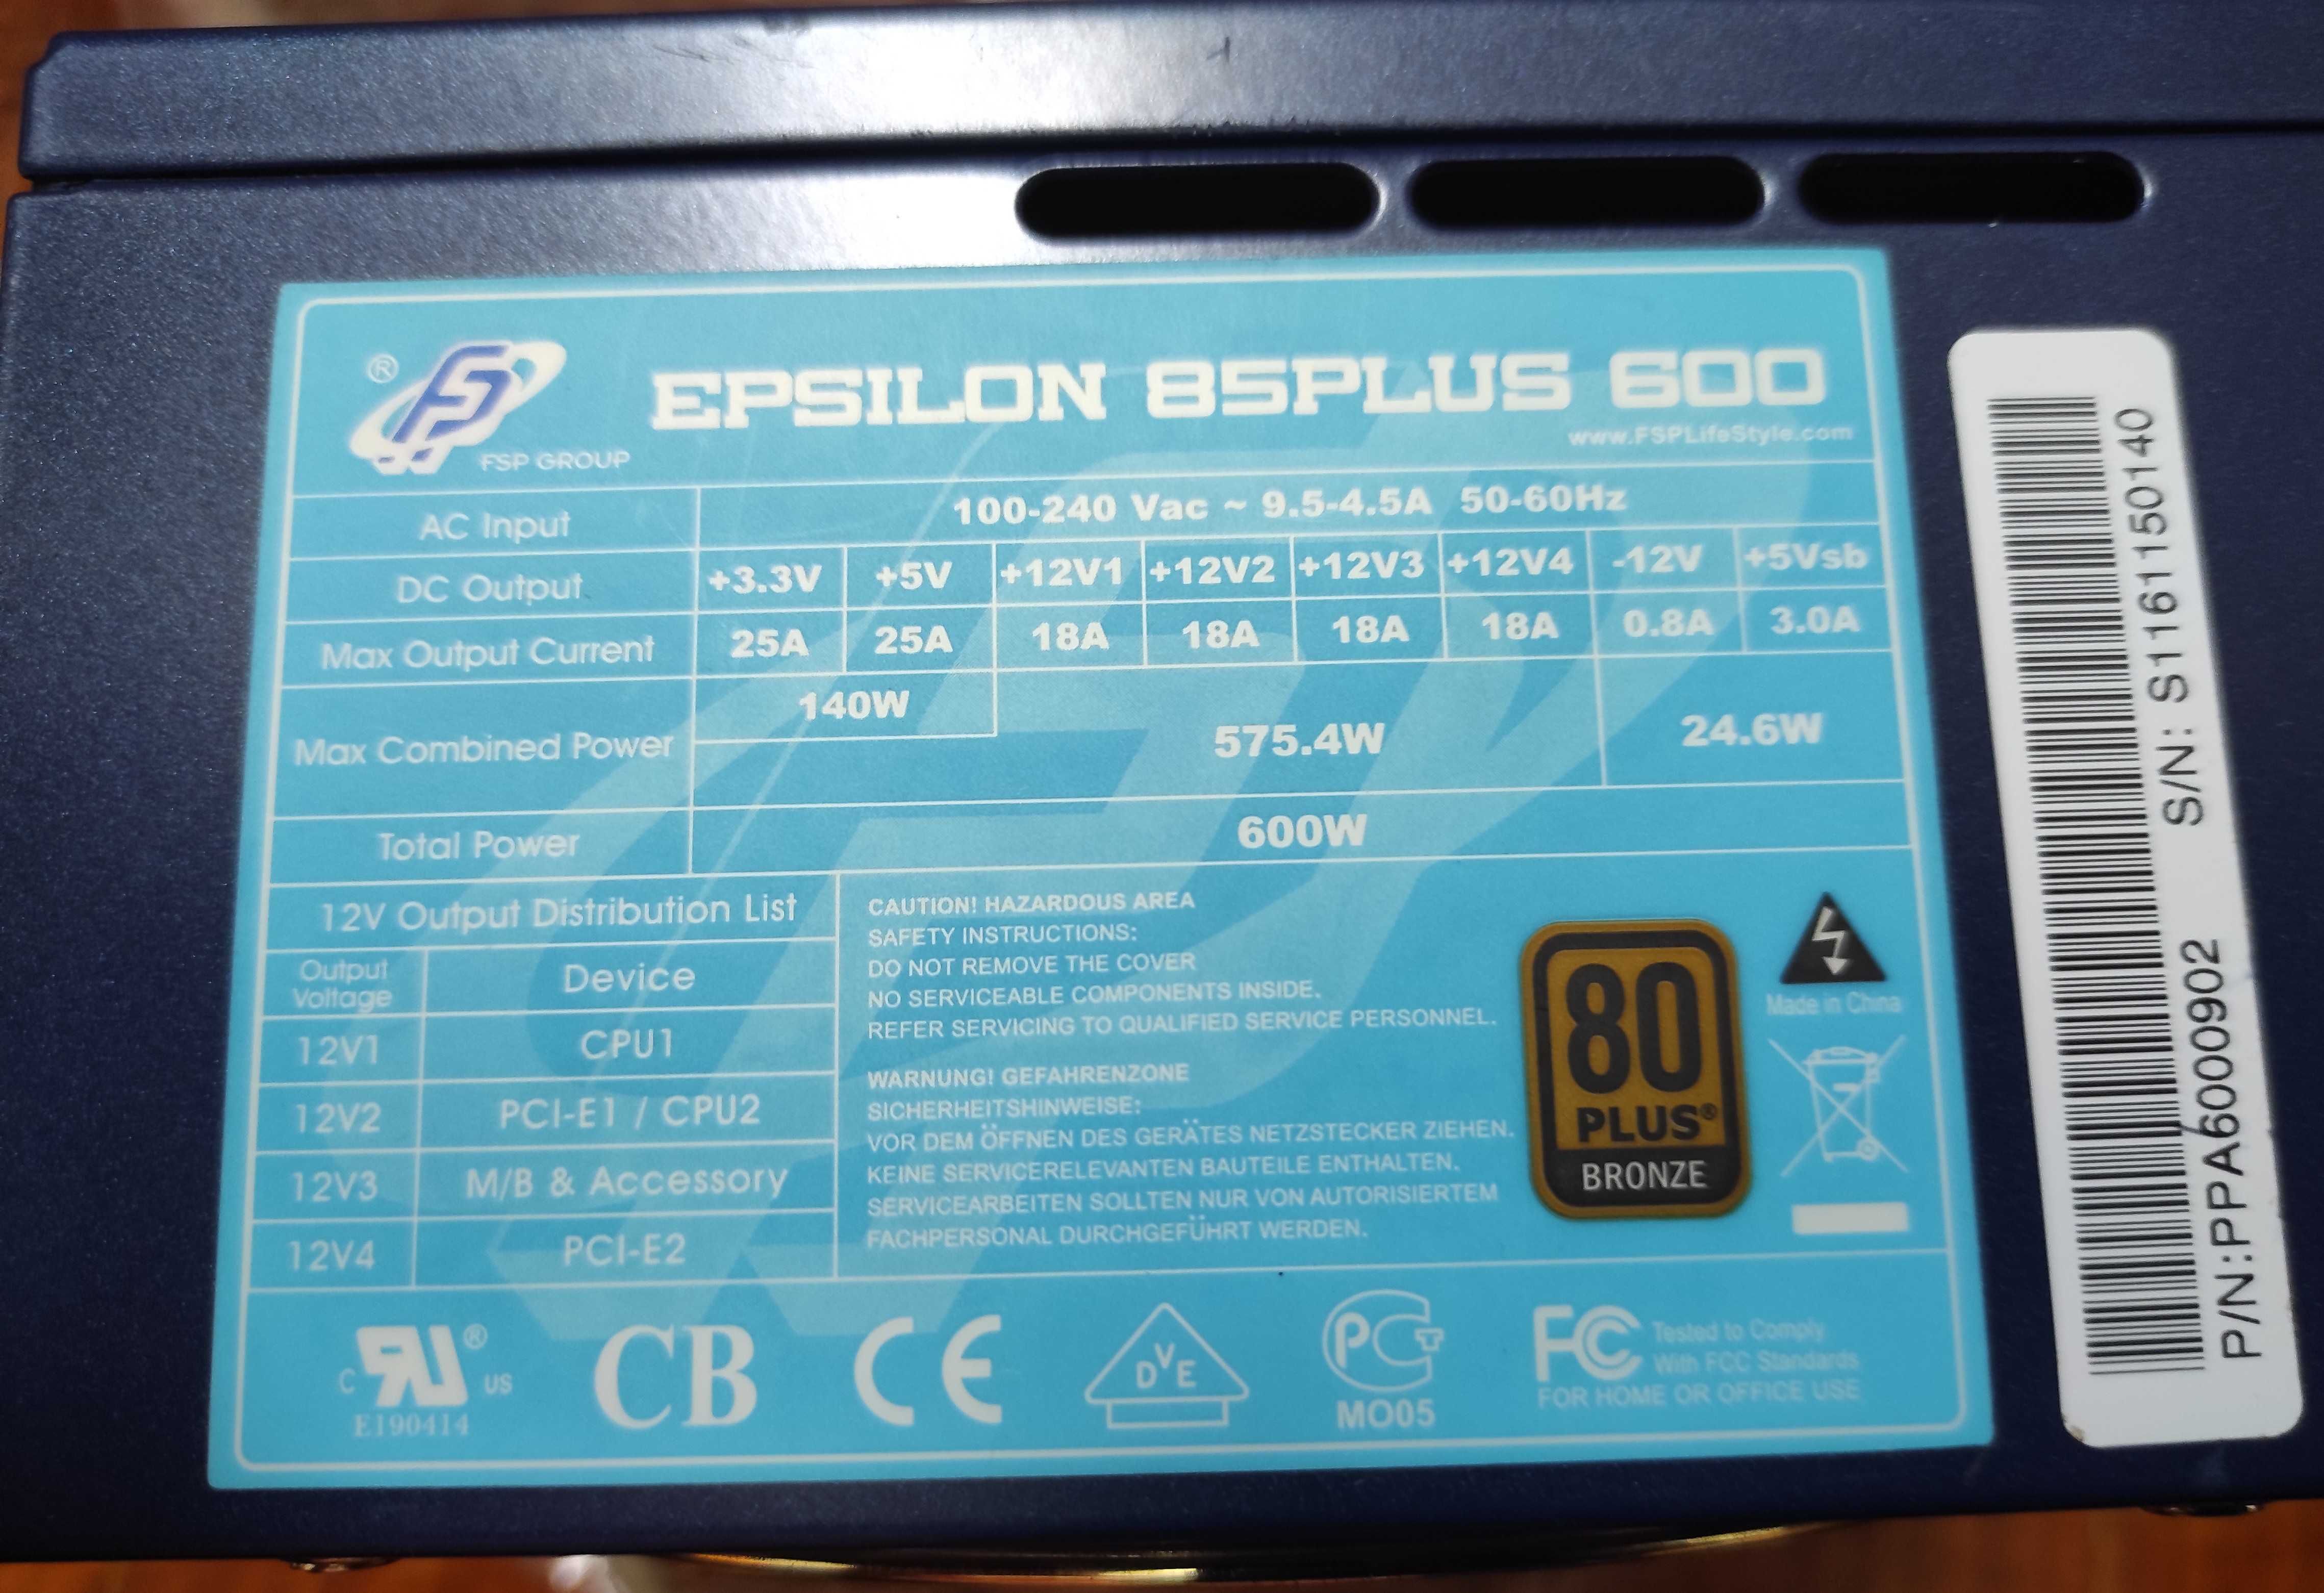 ® FSP GROUP
EPSILON 85PLUS 600
www.FSPLifeStyle.com
AC Input 100-240 Vac ~ 9.5-4.5A 50-60Hz
DC Output +3.3V +5V +12V1 +12V2 +12V3 +12V4 -12V +5Vsb
Max Output Current 25A 25A 18A 18A 18A 18A 0.8A 3.0A
Max Combined Power 140W 575.4W 24.6W
Total Power 600W
12V Output Distribution List
Output Voltage Device
12V1 CPU1
12V2 PCI-E1 / CPU2
12V3 M/B & Accessory
12V4 PCI-E2
CAUTION! HAZARDOUS AREA
SAFETY INSTRUCTIONS:
DO NOT REMOVE THE COVER
NO SERVICEABLE COMPONENTS INSIDE.
REFER SERVICING TO QUALIFIED SERVICE PERSONNEL.
WARNUNG! GEFAHRENZONE
SICHERHEITSHINWEISE:
VOR DEM ÖFFNEN DES GERÄTES NETZSTECKER ZIEHEN.
KEINE SERVICERELEVANTEN BAUTEILE ENTHALTEN.
SERVICEARBEITEN SOLLTEN NUR VON AUTORISIERTEM
FACHPERSONAL DURCHGEFÜHRT WERDEN.
80
PLUS®
BRONZE
Made in China
C RU ® US
E190414
CB
CE
DVE
PCT
MO05
FC Tested to Comply
With FCC Standards
FOR HOME OR OFFICE USE
S/N: S1161150140
P/N:PPA6000902